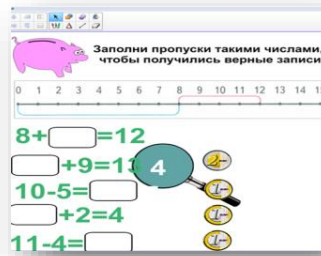 Заполни пропуски такими числами,
чтобы получились верные записи
0 1 2 3 4 5 6 7 8 9 10 11 12 13 14 15
8+ =12
+9=13
4
10-5=
+2=4
11-4=